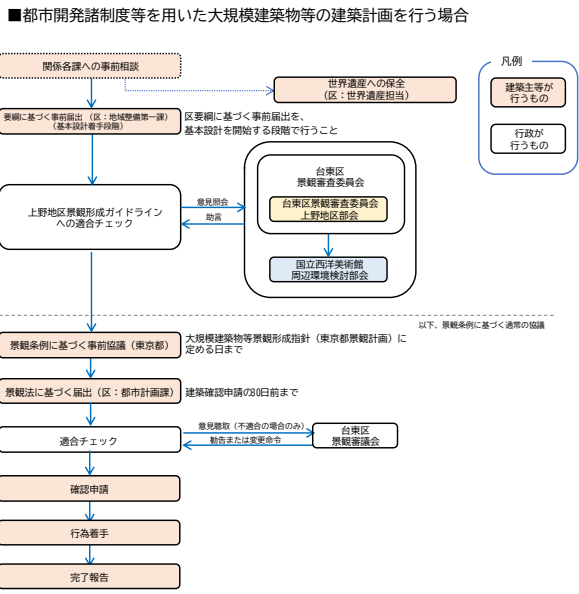 ■都市開発諸制度等を用いた大規模建築物等の建築計画を行う場合
凡例
建築主等が
行うもの
行政が
行うもの
関係各課への事前相談
世界遺産への保全
（区：世界遺産担当）
要綱に基づく事前届出（区：地域整備第一課）
（基本設計着手段階）
区要綱に基づく事前届出を、
基本設計を開始する段階で行うこと
上野地区景観形成ガイドライン
への適合チェック
意見照会
助言
台東区
景観審査委員会
台東区景観審査委員会
上野地区部会
国立西洋美術館
周辺環境検討部会
以下、景観条例に基づく通常の協議
景観条例に基づく事前協議（東京都）
大規模建築物等景観形成指針（東京都景観計画）に
定める日まで
景観法に基づく届出（区：都市計画課）
建築確認申請の30日前まで
適合チェック
意見聴取（不適合の場合のみ）
勧告または変更命令
台東区
景観審議会
確認申請
行為着手
完了報告